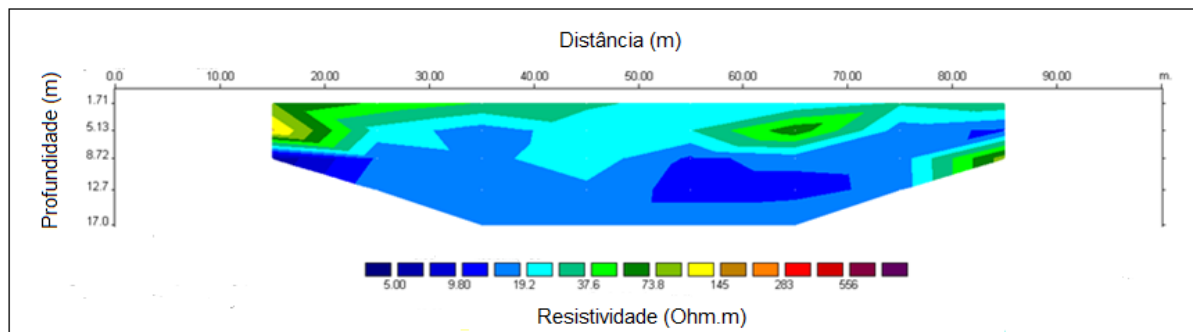 Distância (m)
0.0 10.00 20.00 30.00 40.00 50.00 60.00 70.00 80.00 90.00 m.
Profundidade (m)
1.71
5.13
8.72
12.7
17.0
5.00 9.80 19.2 37.6 73.8 145 283 556
Resistividade (Ohm.m)